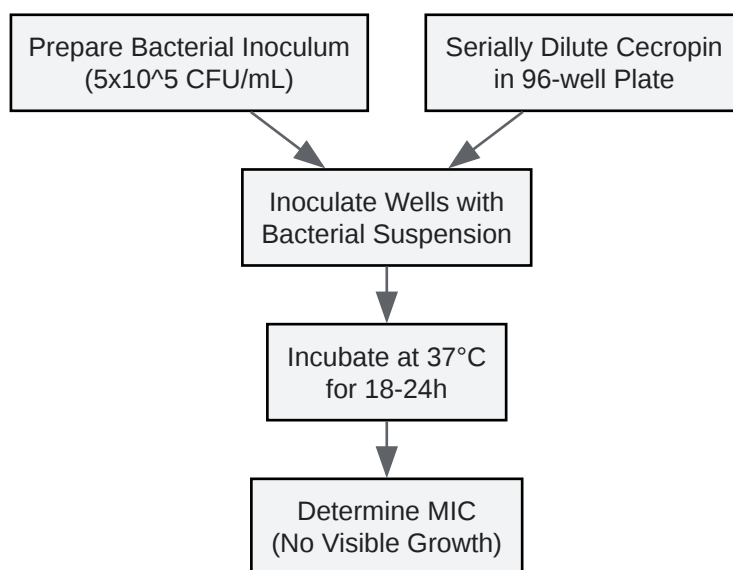 Prepare Bacterial Inoculum
(5x10^5 CFU/mL)
Serially Dilute Cecropin
in 96-well Plate
Inoculate Wells with
Bacterial Suspension
Incubate at 37°C
for 18-24h
Determine MIC
(No Visible Growth)